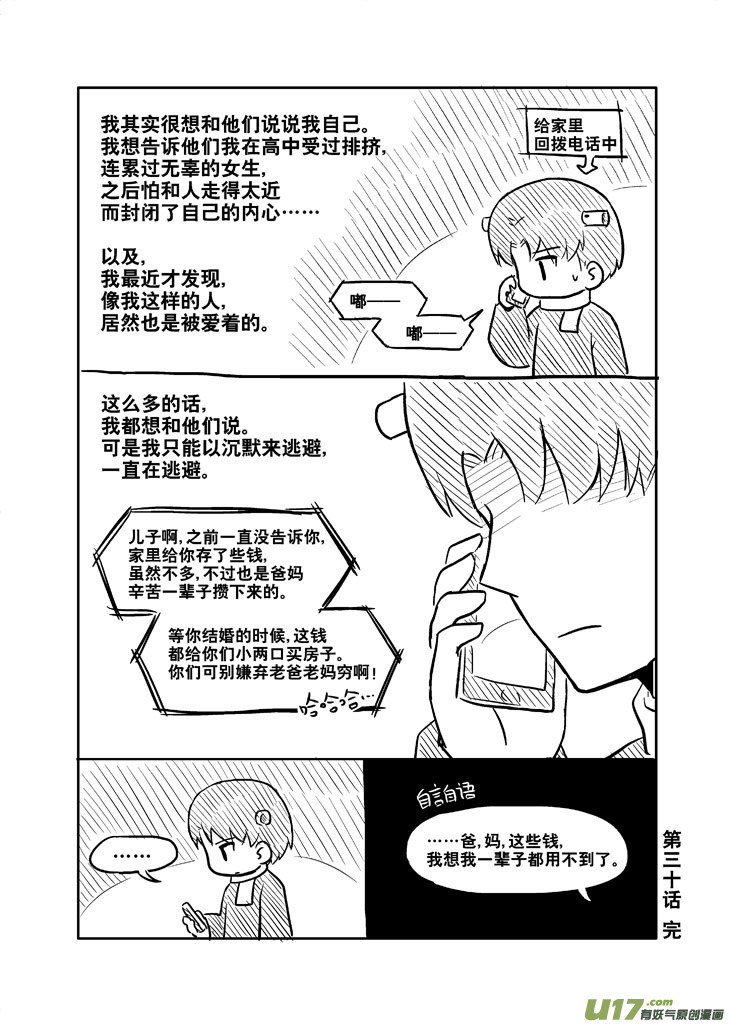 我其实很想和他们说说我自己。
我想告诉他们我在高中受过排挤，
连累过无辜的女生，
之后怕和人走得太近
而封闭了自己的内心……
以及，
我最近才发现，
像我这样的人，
居然也是被爱着的。
给家里
回拨电话中
嘟——
嘟——
这么多的话，
我都想和他们说。
可是我只能以沉默来逃避，
一直在逃避。
儿子啊，之前一直没告诉你，
家里给你存了些钱，
虽然不多，不过也是爸妈
辛苦一辈子攒下来的。
等你结婚的时候，这钱
都给你们小两口买房子。
你们可别嫌弃老爸老妈穷啊！
哈哈哈…
……
自言自语
……爸，妈，这些钱，
我想我一辈子都用不到了。
第三十话 完
U17.com
有妖气原创漫画